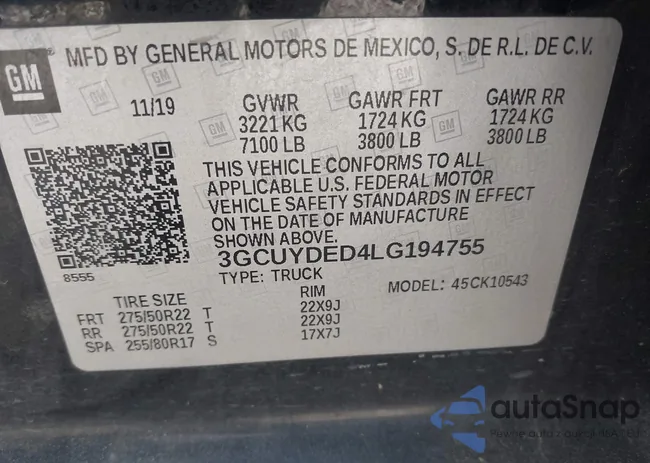 GM
MFD BY GENERAL MOTORS DE MEXICO, S. DE R.L. DE C.V.
11/19 GVWR GAWR FRT GAWR RR
3221 KG 1724 KG 1724 KG
7100 LB 3800 LB 3800 LB
THIS VEHICLE CONFORMS TO ALL
APPLICABLE U.S. FEDERAL MOTOR
VEHICLE SAFETY STANDARDS IN EFFECT
ON THE DATE OF MANUFACTURE
SHOWN ABOVE.
3GCUYDED4LG194755
8555
TYPE: TRUCK MODEL: 45CK10543
TIRE SIZE RIM
FRT 275/50R22 T 22X9J
RR 275/50R22 T 22X9J
SPA 255/80R17 S 17X7J
autaSnap
Pewne auto z aukcji